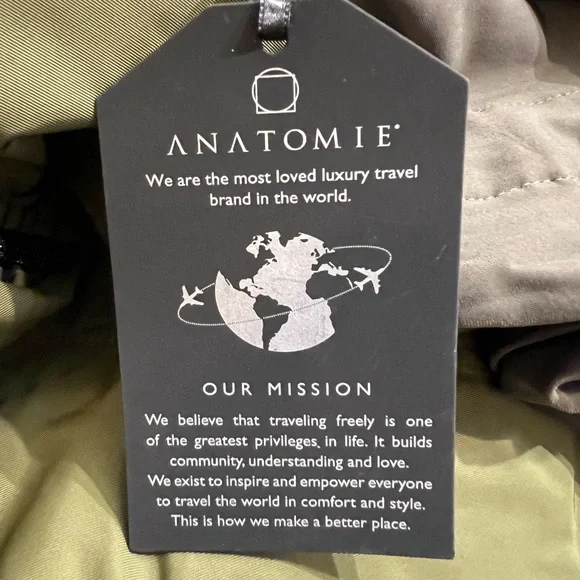 ANATOMIE®
We are the most loved luxury travel
brand in the world.
OUR MISSION
We believe that traveling freely is one
of the greatest privileges, in life. It builds
community, understanding and love.
We exist to inspire and empower everyone
to travel the world in comfort and style.
This is how we make a better place.